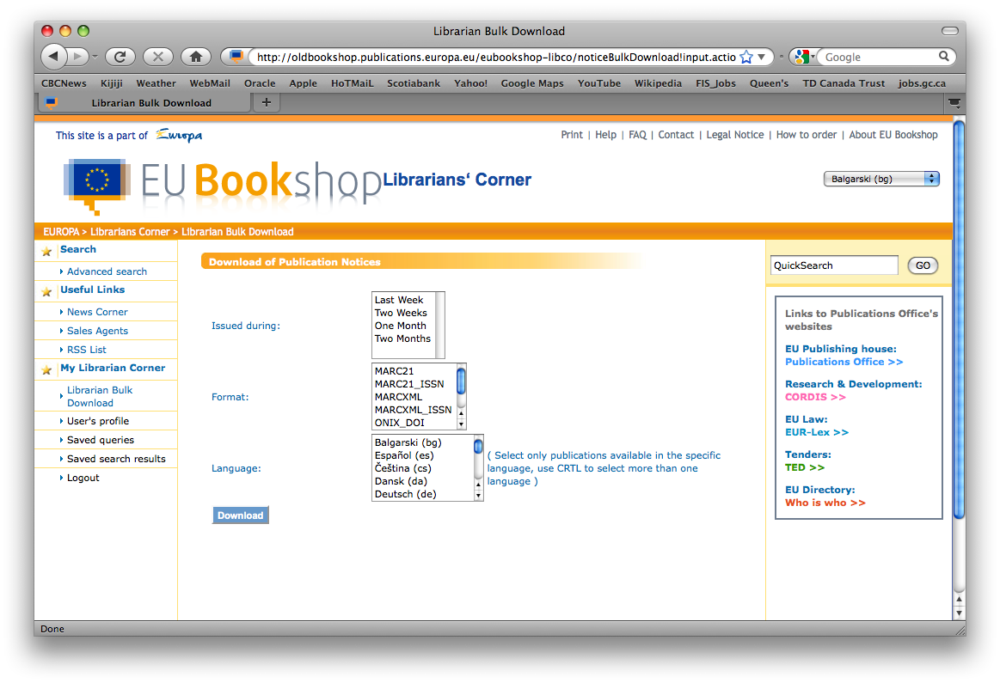 Librarian Bulk Download
http://oldbookshop.publications.europa.eu/eubookshop-libco/noticeBulkDownload!input.actio
Google
CBCNews Kijiji Weather WebMail Oracle Apple HoTMaiL Scotiabank Yahoo! Google Maps YouTube Wikipedia FIS_Jobs Queen's TD Canada Trust jobs.gc.ca
Librarian Bulk Download
This site is a part of Europa
Print | Help | FAQ | Contact | Legal Notice | How to order | About EU Bookshop
EU Bookshop Librarians‘ Corner
Balgarski (bg)
EUROPA > Librarians Corner > Librarian Bulk Download
Search
Advanced search
Useful Links
News Corner
Sales Agents
RSS List
My Librarian Corner
Librarian Bulk
Download
User's profile
Saved queries
Saved search results
Logout
Download of Publication Notices
Issued during:
Last Week
Two Weeks
One Month
Two Months
Format:
MARC21
MARC21_ISSN
MARCXML
MARCXML_ISSN
ONIX_DOI
Language:
Balgarski (bg)
Español (es)
Čeština (cs)
Dansk (da)
Deutsch (de)
( Select only publications available in the specific
language, use CRTL to select more than one
language )
Download
QuickSearch
GO
Links to Publications Office's
websites
EU Publishing house:
Publications Office >>
Research & Development:
CORDIS >>
EU Law:
EUR-Lex >>
Tenders:
TED >>
EU Directory:
Who is who >>
Done